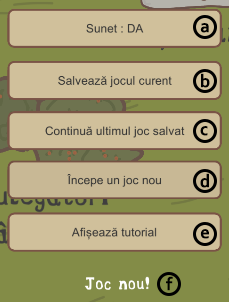 Sunet : DA a
Salvează jocul curent b
Continuă ultimul joc salvat c
Începe un joc nou d
Afișează tutorial e
Joc nou! f